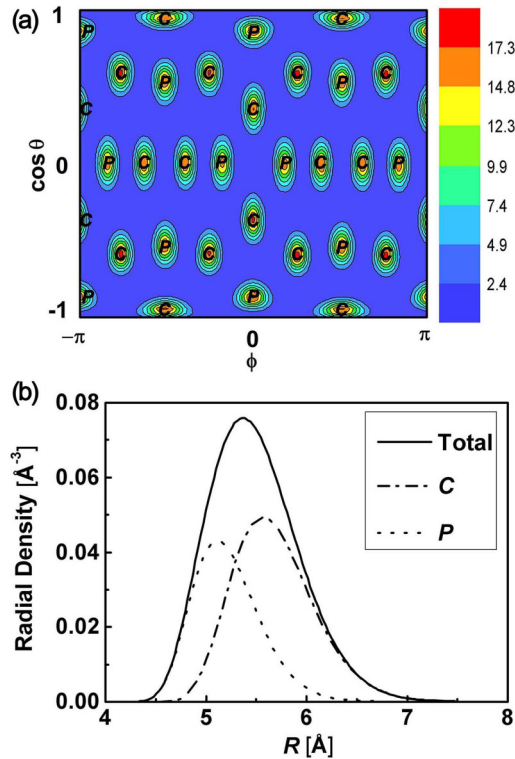 (a)
1
C C
P P
C P C C P C
C C
cos θ
0
P C C P P C C P
C C
C P C C P C
P P
C C
-1
−π 0 π
ϕ
17.3
14.8
12.3
9.9
7.4
4.9
2.4
(b)
0.08
0.06
0.04
0.02
0.00
Radial Density [Å⁻³]
Total
C
P
4 5 6 7 8
R [Å]